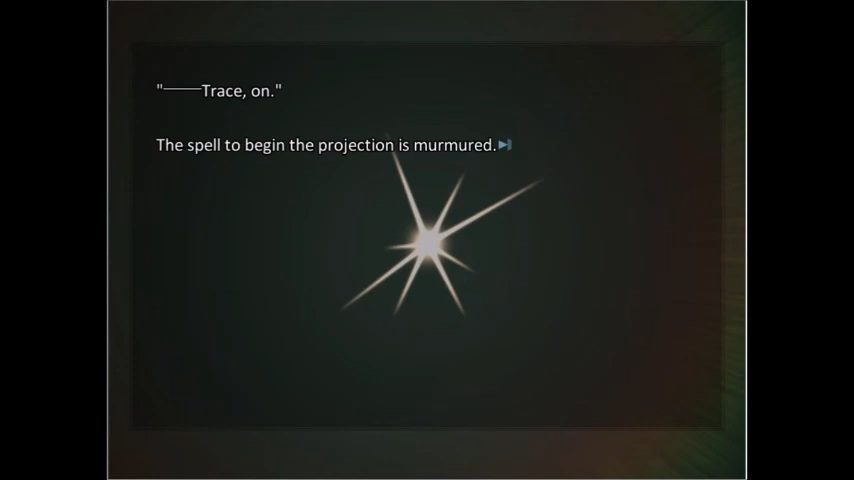 "───Trace, on."
The spell to begin the projection is murmured.